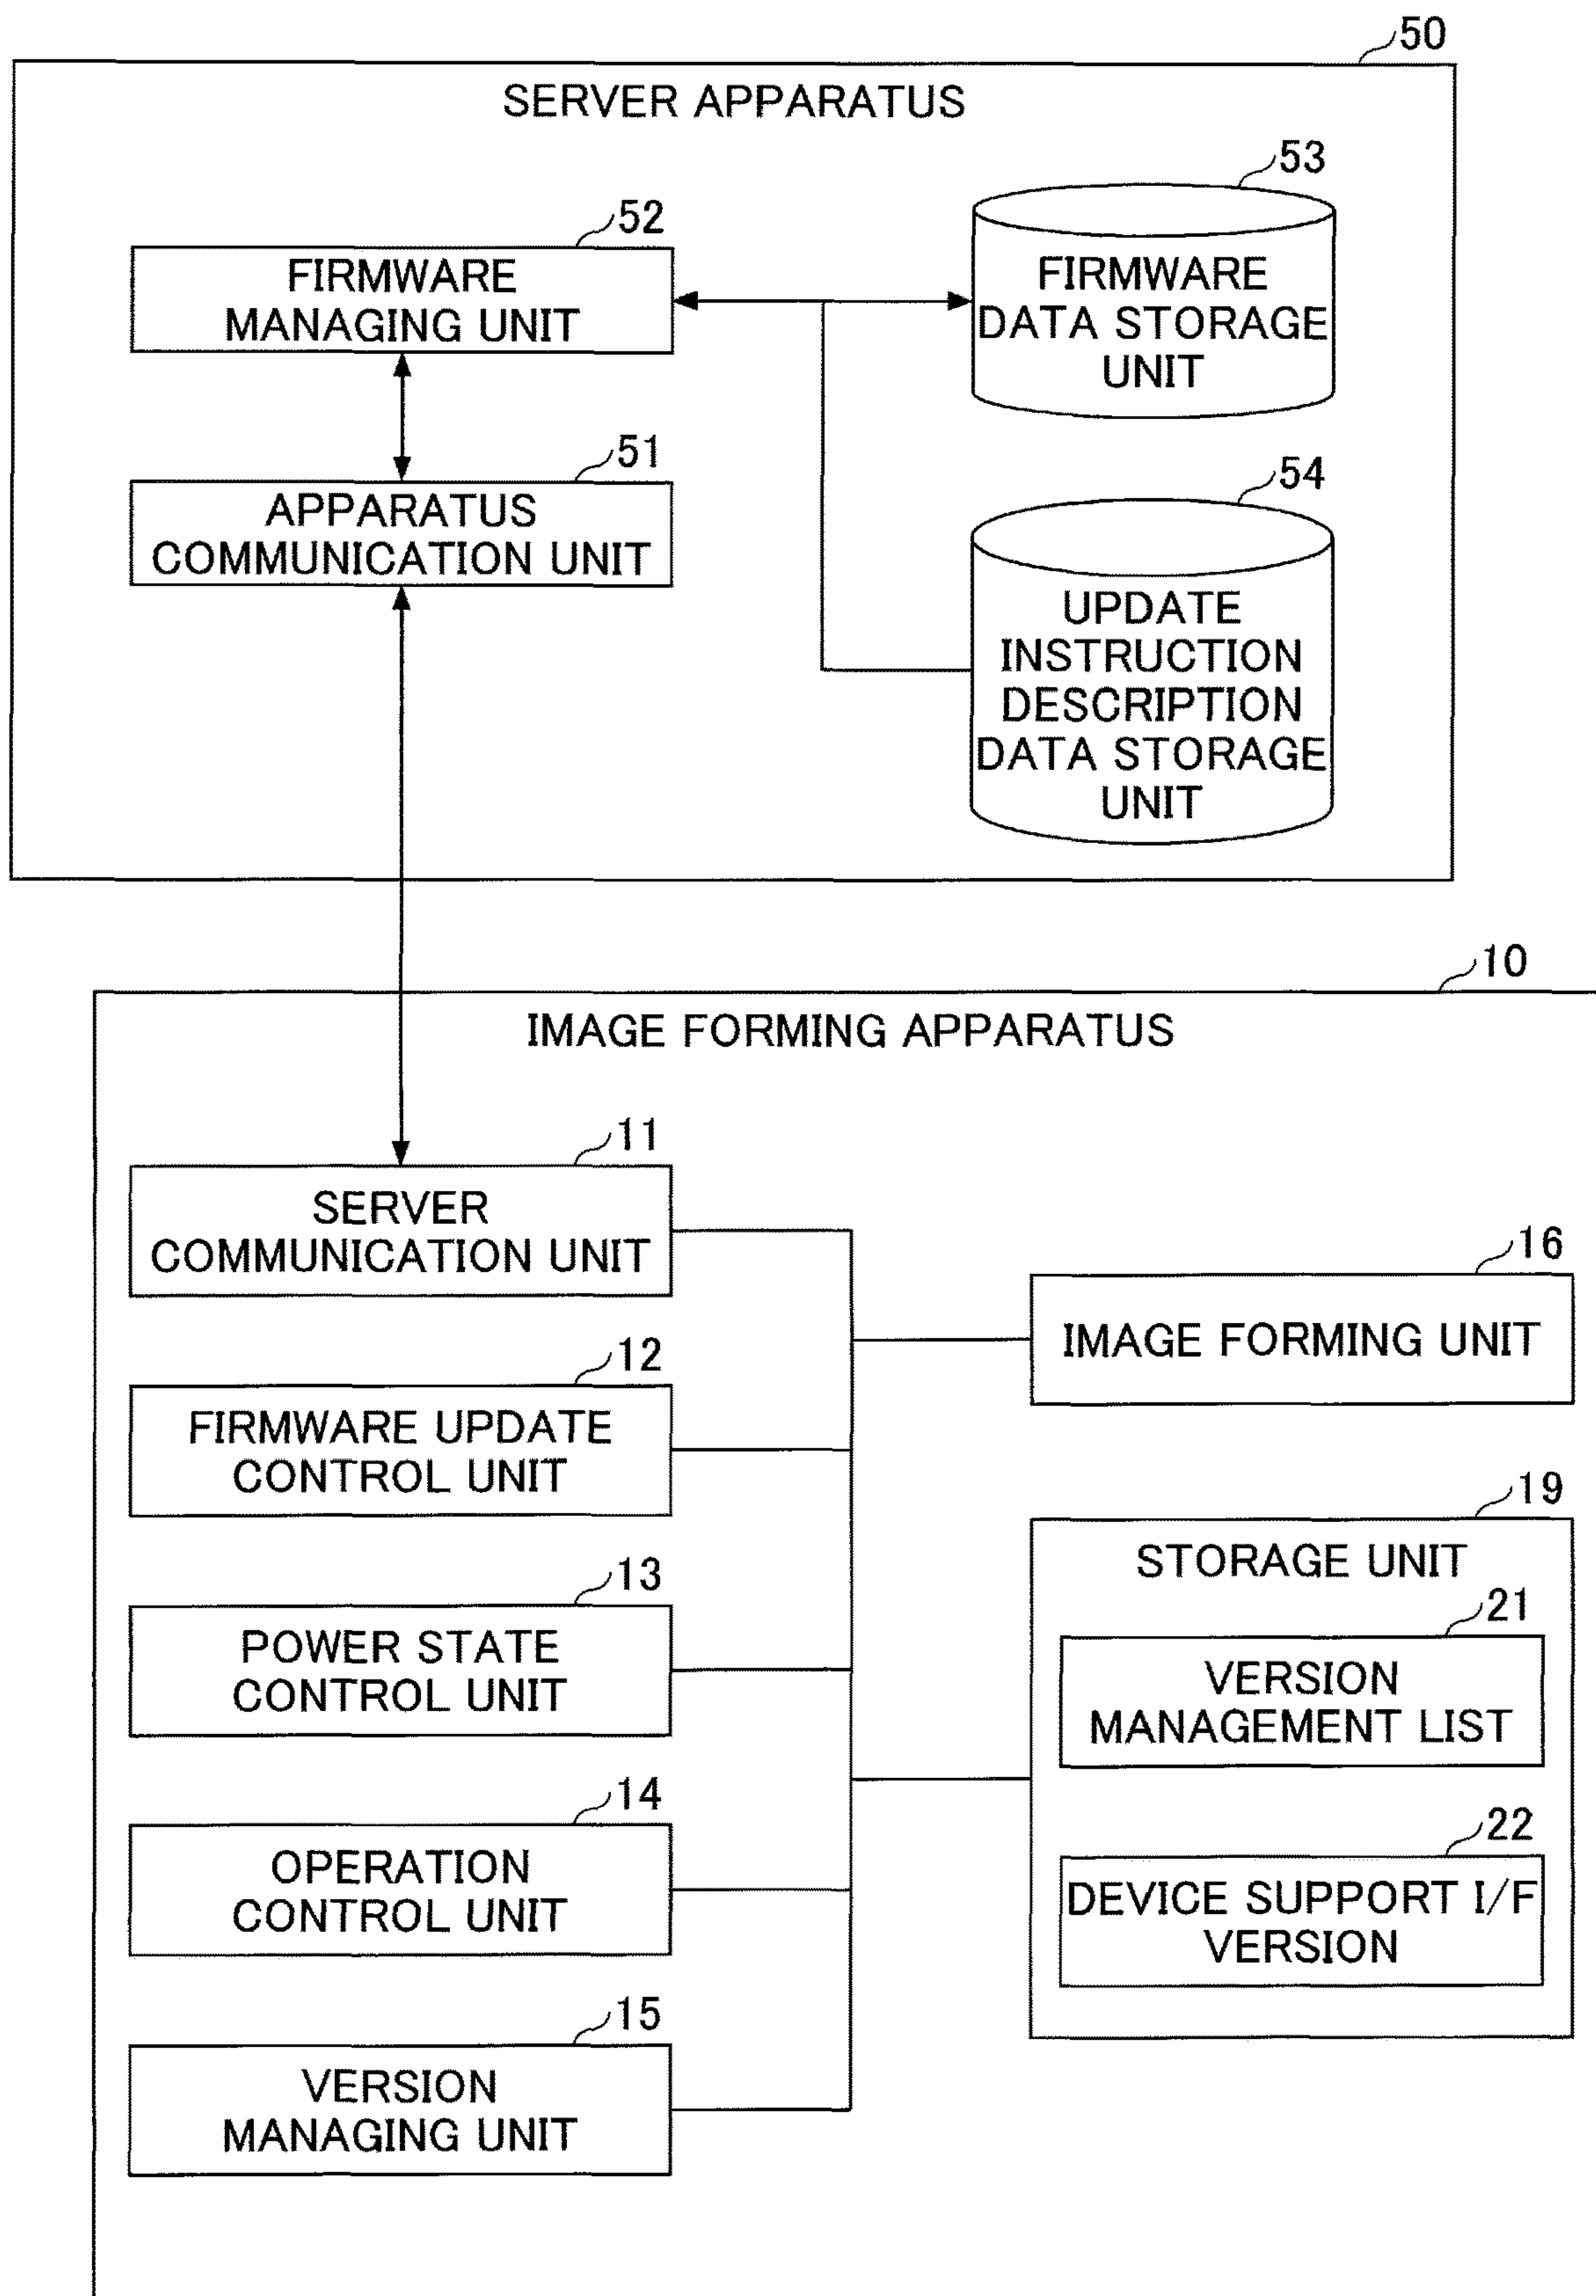 50
SERVER APPARATUS
53
52
FIRMWARE
MANAGING UNIT
FIRMWARE
DATA STORAGE
UNIT
51
APPARATUS
COMMUNICATION UNIT
54
UPDATE
INSTRUCTION
DESCRIPTION
DATA STORAGE
UNIT
10
IMAGE FORMING APPARATUS
11
SERVER
COMMUNICATION UNIT
16
IMAGE FORMING UNIT
12
FIRMWARE UPDATE
CONTROL UNIT
19
STORAGE UNIT
13
POWER STATE
CONTROL UNIT
21
VERSION
MANAGEMENT LIST
14
OPERATION
CONTROL UNIT
22
DEVICE SUPPORT I/F
VERSION
15
VERSION
MANAGING UNIT